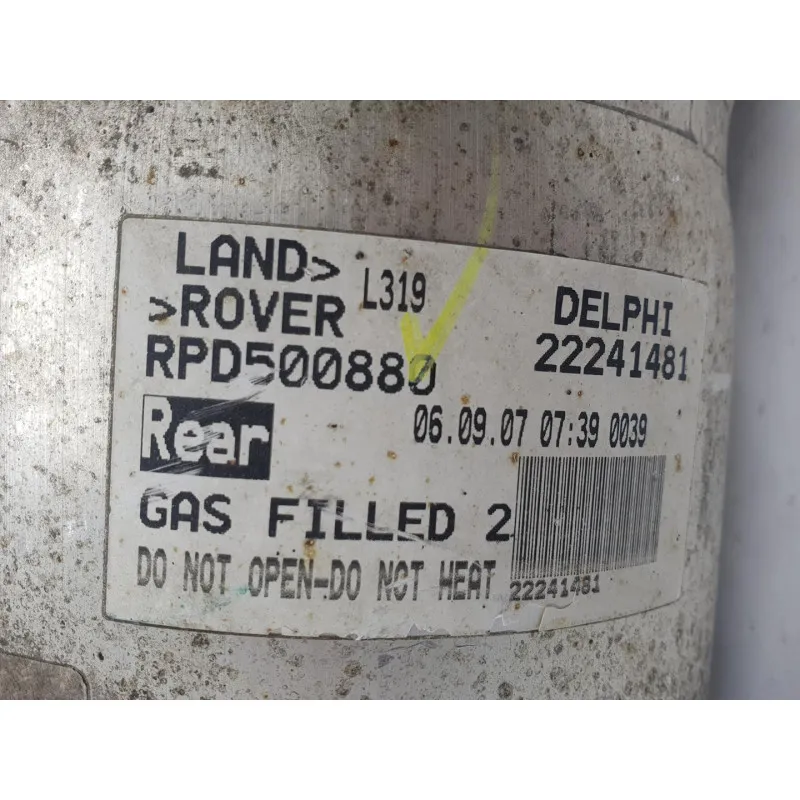 LAND>
>ROVER L319
RPD500880
Rear
DELPHI
22241481
06.09.07 07:39 0039
GAS FILLED 2
DO NOT OPEN-DO NOT HEAT
22241481